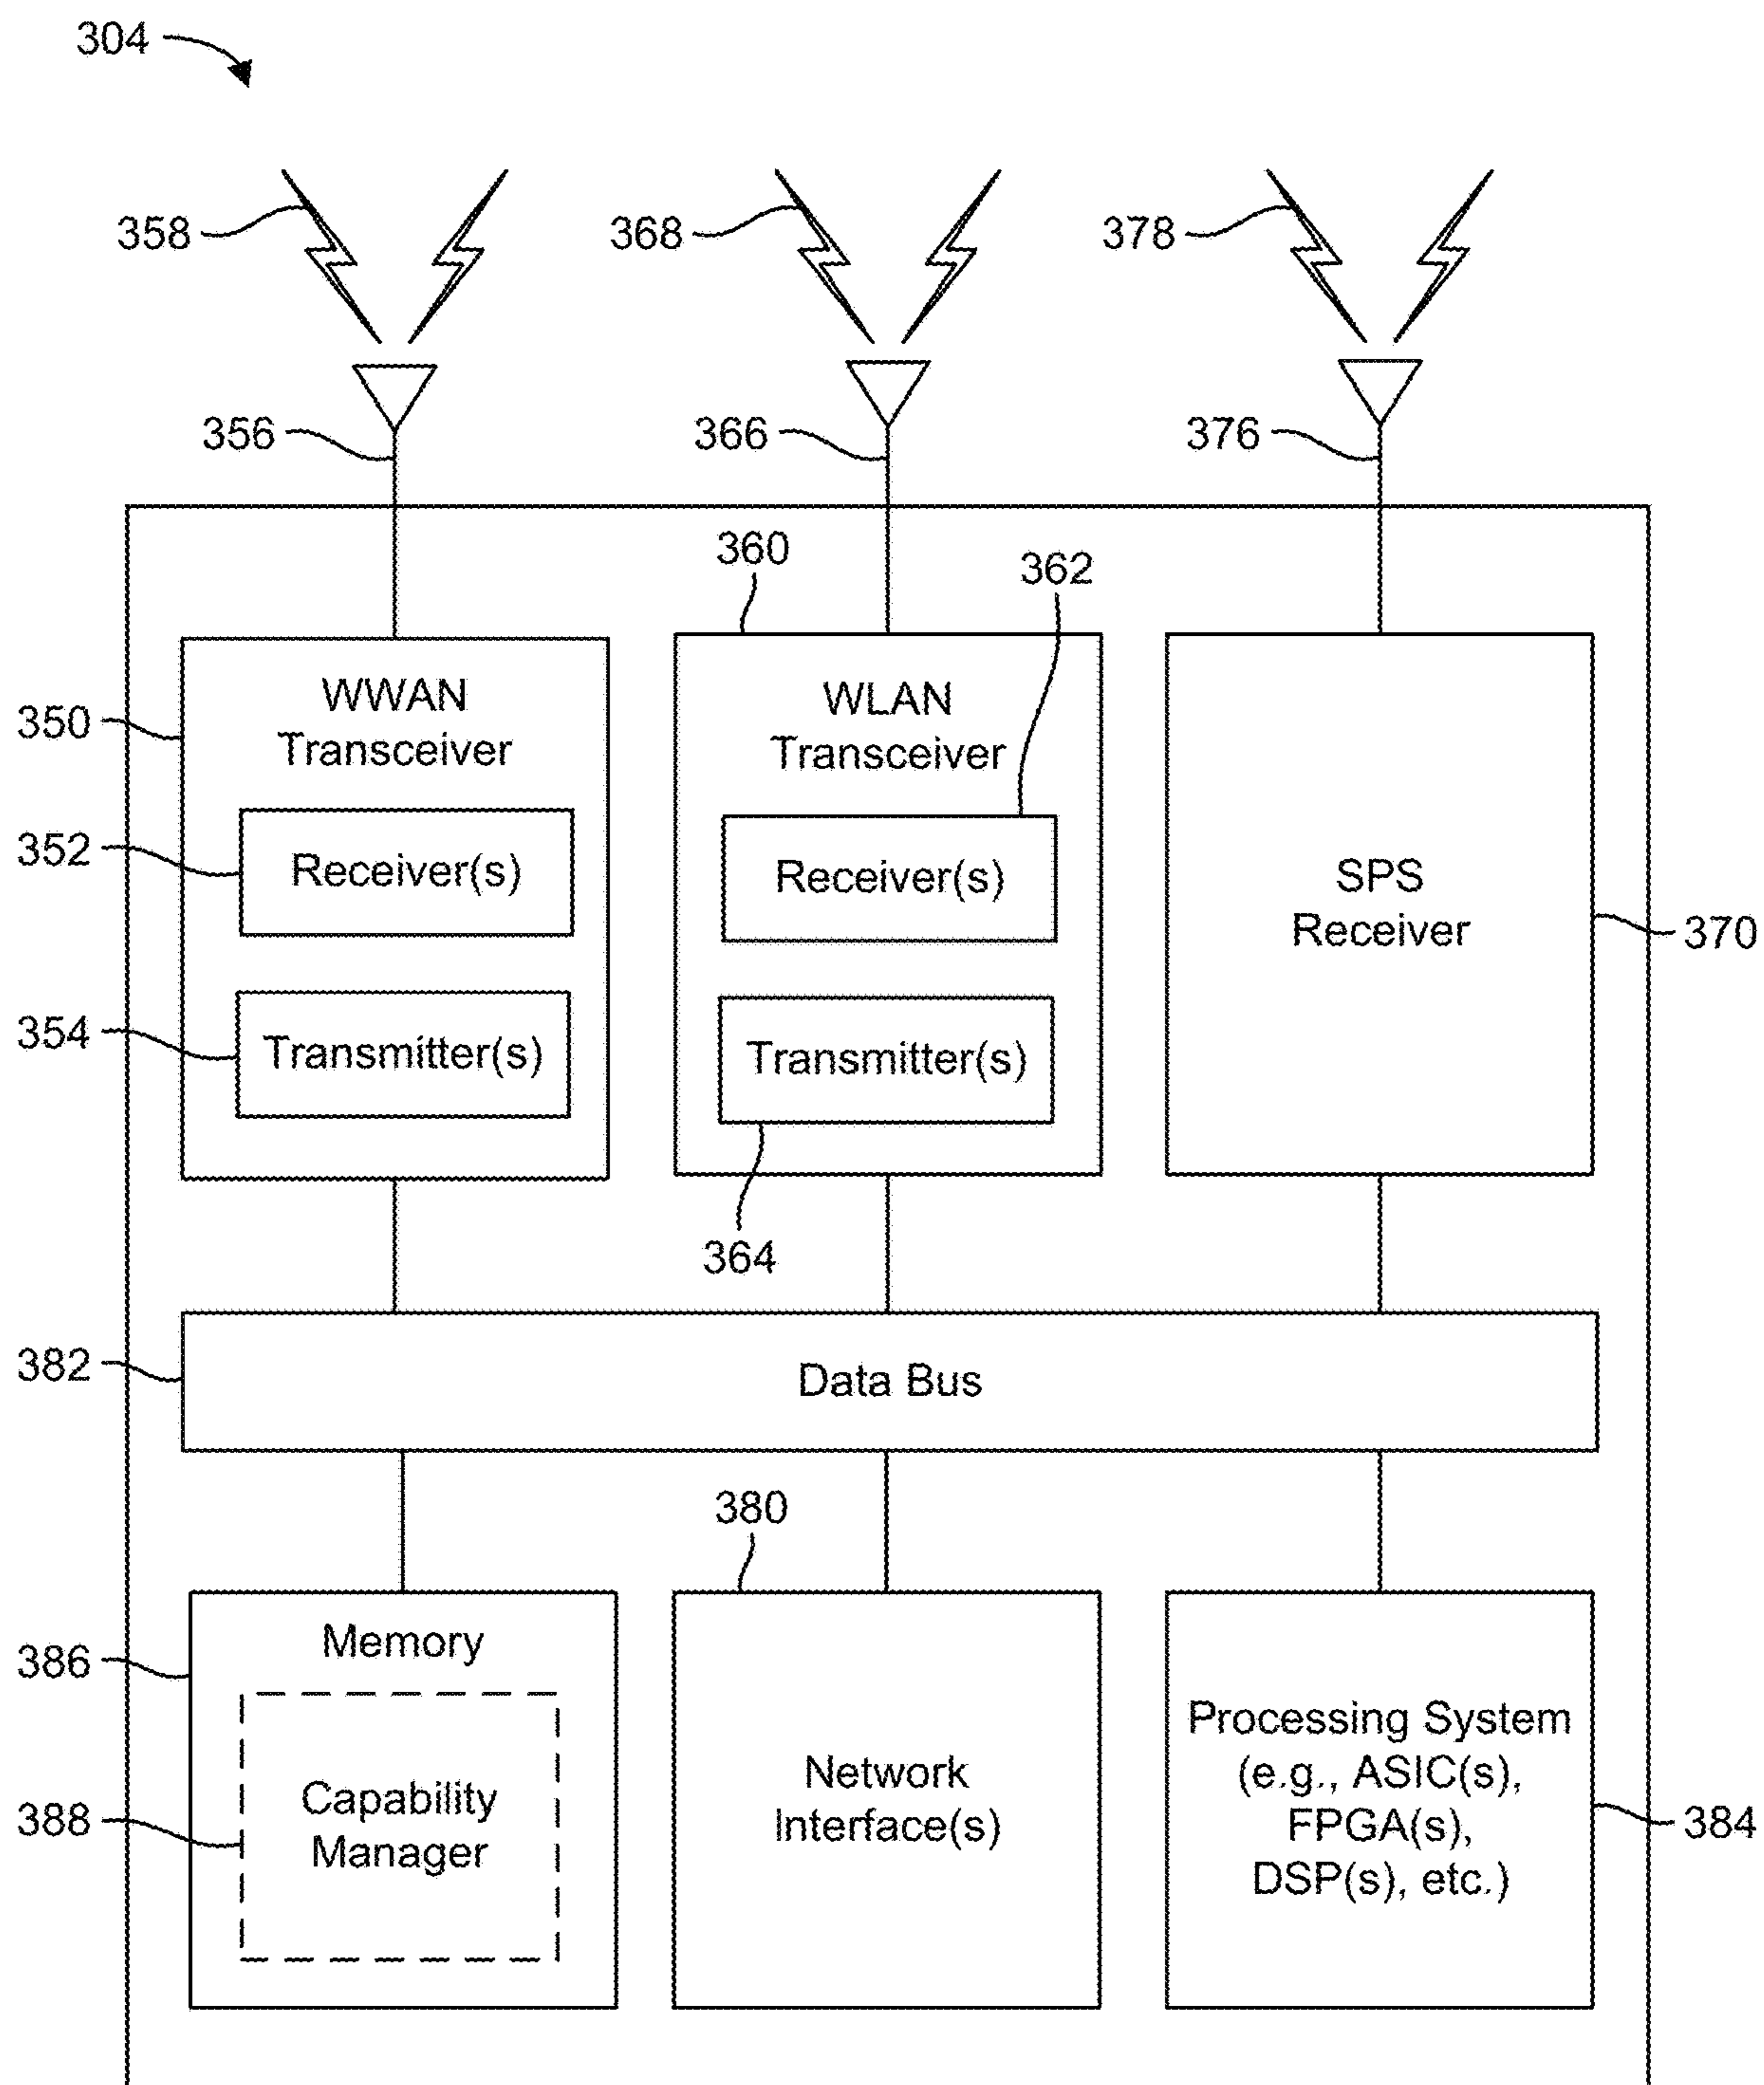 304
358
368
378
356
366
376
360
362
350
WWAN
Transceiver
WLAN
Transceiver
352
Receiver(s)
Receiver(s)
SPS
Receiver
370
354
Transmitter(s)
Transmitter(s)
364
382
Data Bus
380
386
Memory
388
Capability
Manager
Network
Interface(s)
Processing System
(e.g., ASIC(s),
FPGA(s),
DSP(s), etc.)
384